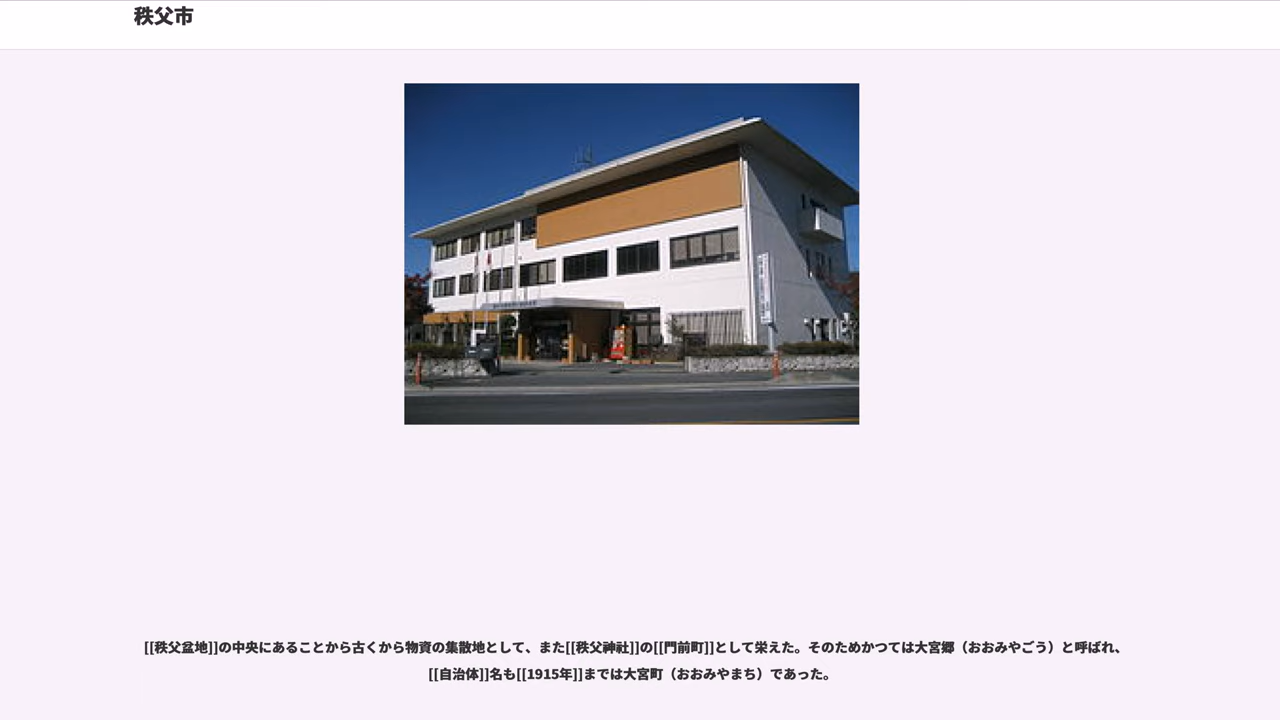 秩父市
[[秩父盆地]]の中央にあることから古くから物資の集散地として、また[[秩父神社]]の[[門前町]]として栄えた。そのためかつては大宮郷（おおみやごう）と呼ばれ、
[[自治体]]名も[[1915年]]までは大宮町（おおみやまち）であった。